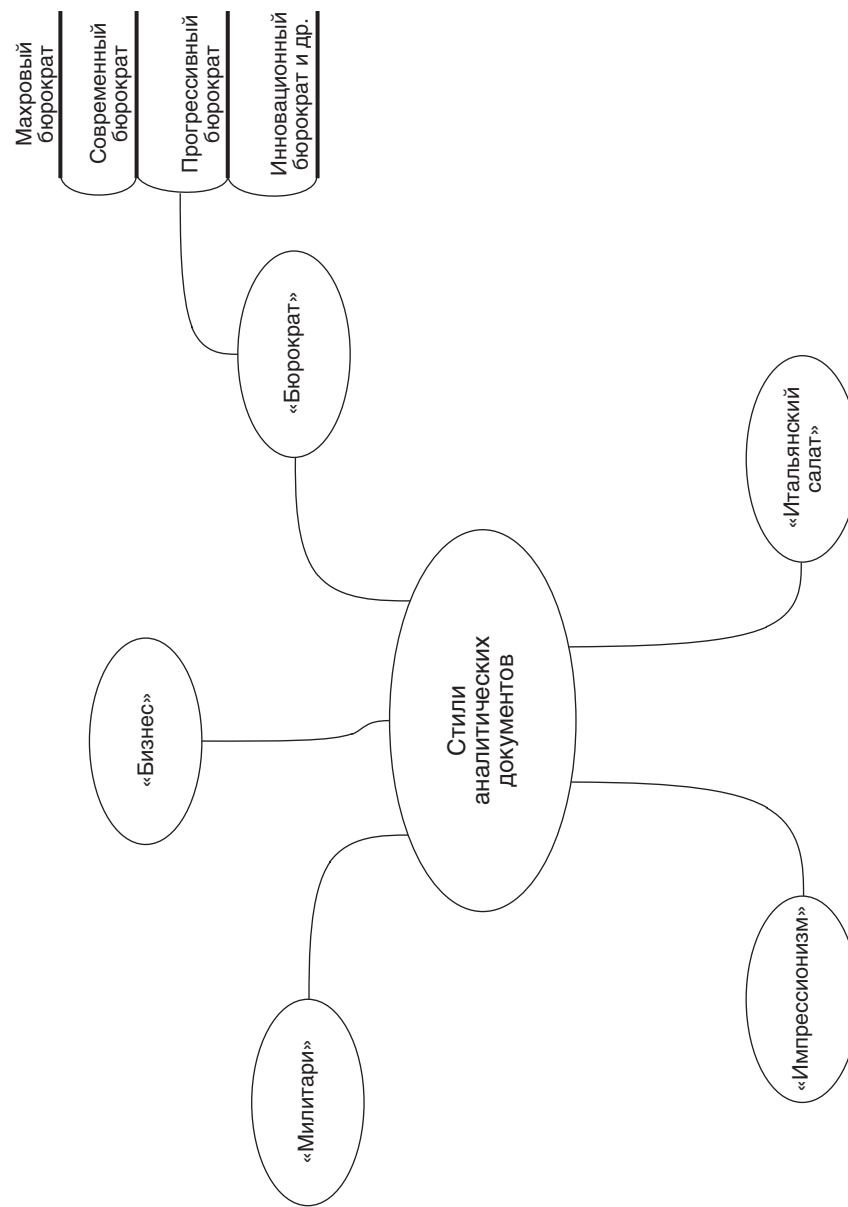 Махровый
бюрократ
Современный
бюрократ
Прогрессивный
бюрократ
Инновационный
бюрократ и др.
«Бюрократ»
«Бизнес»
«Милитари»
Стили
аналитических
документов
«Итальянский
салат»
«Импрессионизм»